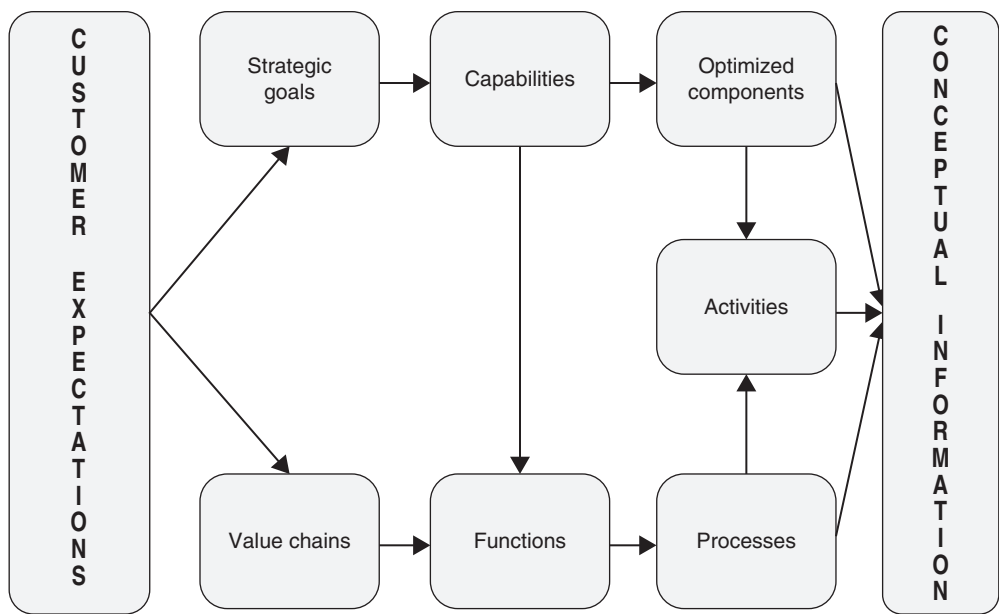 CUSTOMER EXPECTATIONS
Strategic
goals
Capabilities
Optimized
components
Activities
Value chains
Functions
Processes
CONCEPTUAL INFORMATION